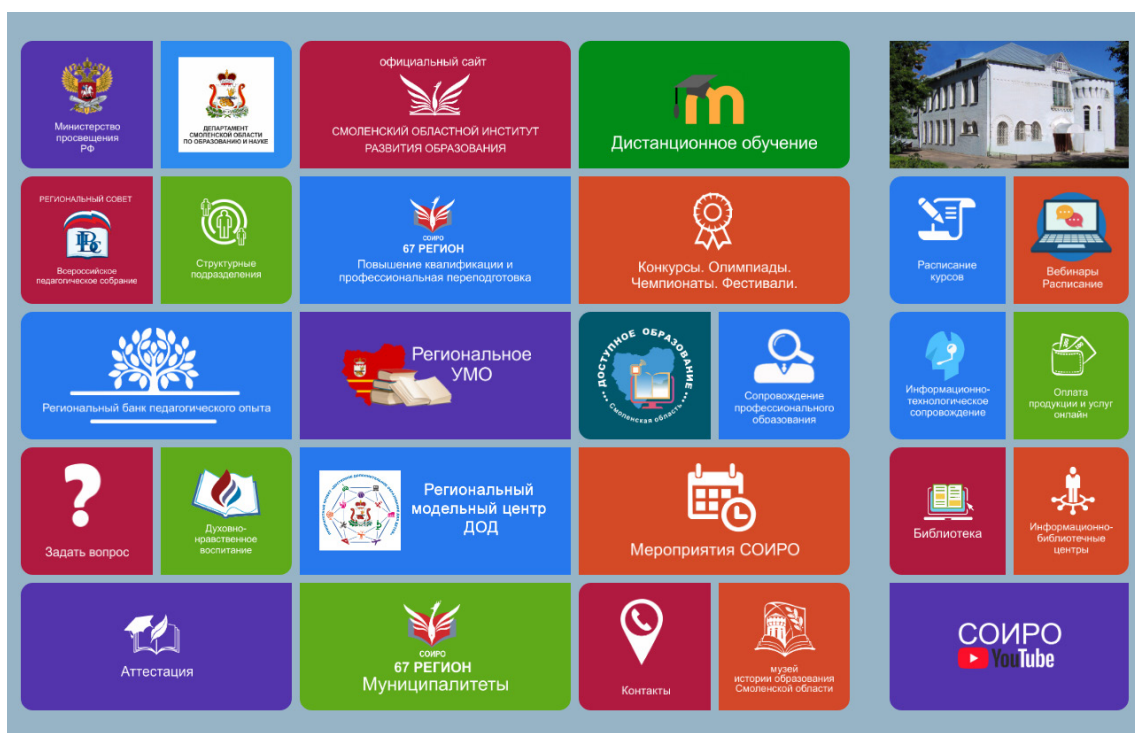 Министерство
просвещения
РФ
ДЕПАРТАМЕНТ
СМОЛЕНСКОЙ ОБЛАСТИ
ПО ОБРАЗОВАНИЮ И НАУКЕ
официальный сайт
СМОЛЕНСКИЙ ОБЛАСТНОЙ ИНСТИТУТ
РАЗВИТИЯ ОБРАЗОВАНИЯ
m
Дистанционное обучение
РЕГИОНАЛЬНЫЙ СОВЕТ
Всероссийское
педагогическое собрание
Структурные
подразделения
СОИРО
67 РЕГИОН
Повышение квалификации и
профессиональная переподготовка
Конкурсы. Олимпиады.
Чемпионаты. Фестивали.
Расписание
курсов
Вебинары
Расписание
Региональный банк педагогического опыта
Региональное
УМО
ДОСТУПНОЕ ОБРАЗОВАНИЕ
Смоленская область
Сопровождение
профессионального
образования
Информационно-
технологическое
сопровождение
Оплата
продукции и услуг
онлайн
?
Задать вопрос
Духовно-
нравственное
воспитание
Региональный
модельный центр
ДОД
Мероприятия СОИРО
Библиотека
Информационно-
библиотечные
центры
Аттестация
СОИРО
67 РЕГИОН
Муниципалитеты
Контакты
музей
истории образования
Смоленской области
СОИРО
YouTube